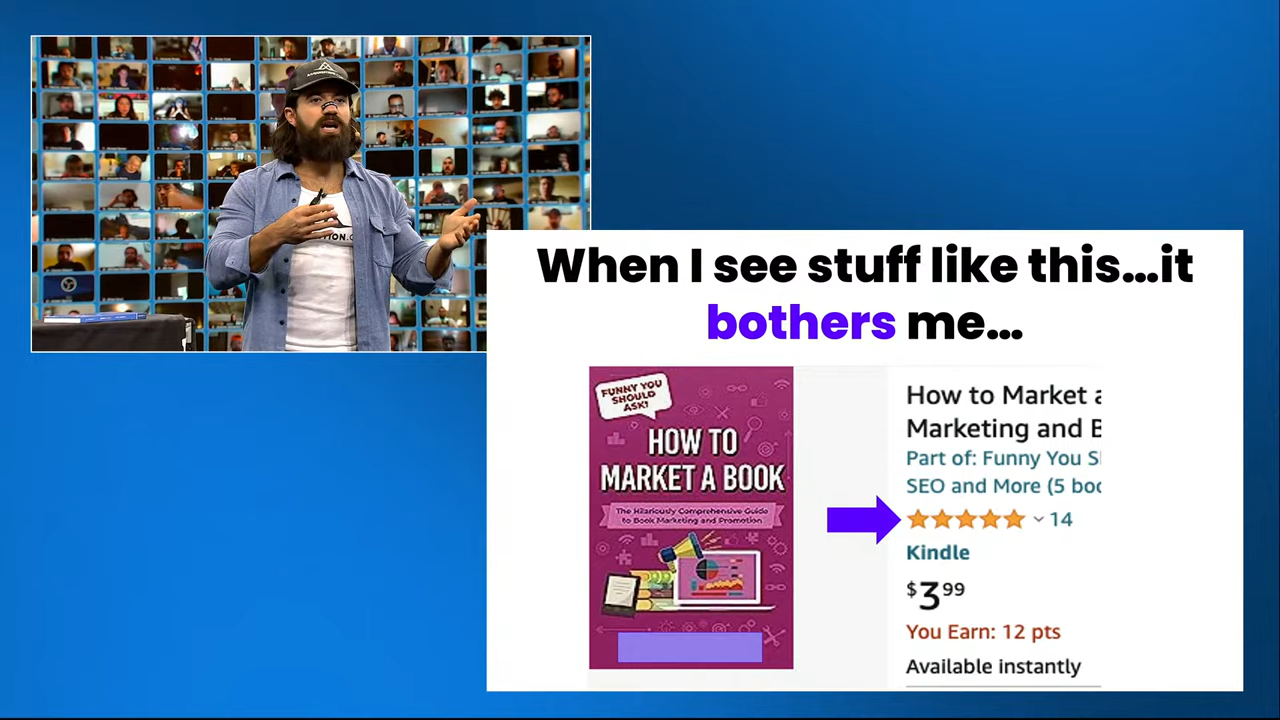 When I see stuff like this...it
bothers me...
FUNNY YOU
SHOULD
ASK!
HOW TO
MARKET A BOOK
The Hilariously Comprehensive Guide
to Book Marketing and Promotion
How to Market a
Marketing and B
Part of: Funny You S
SEO and More (5 boo
14
Kindle
$3.99
You Earn: 12 pts
Available instantly